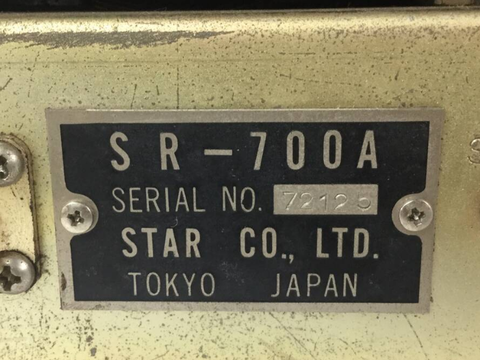 SR-700A
SERIAL NO. 72125
STAR CO., LTD.
TOKYO JAPAN